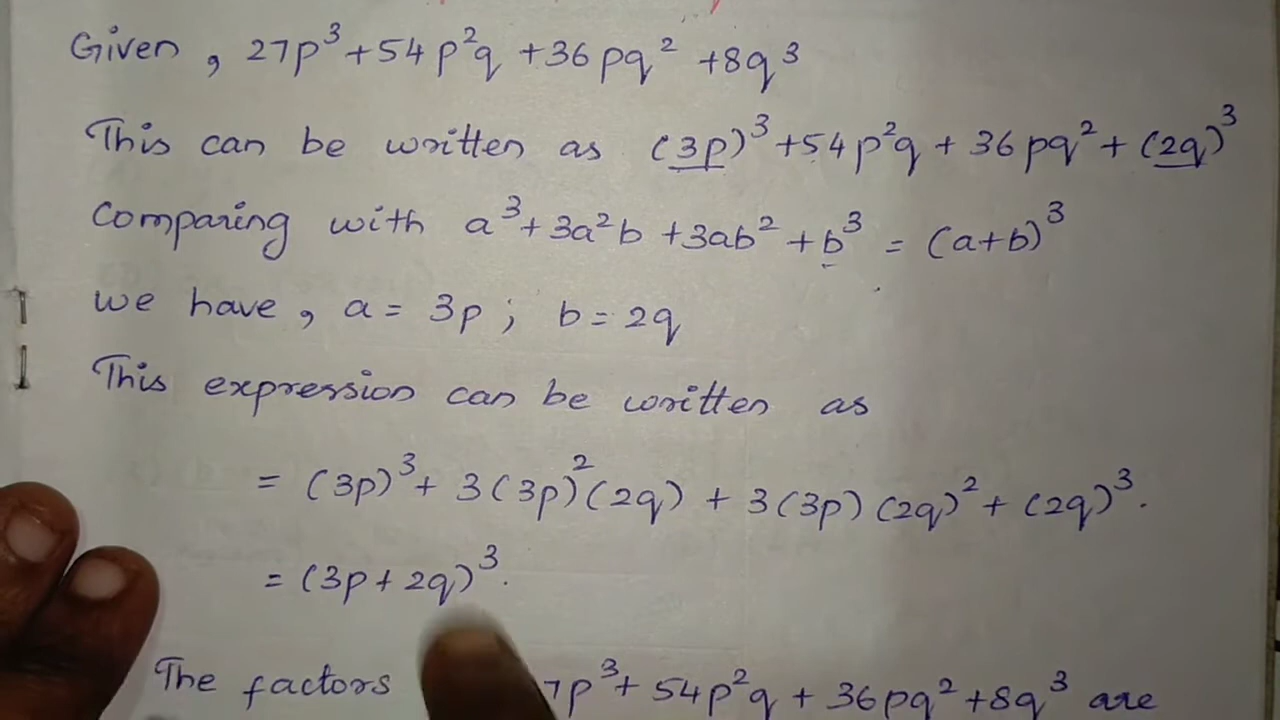 Given, 27p³+54p²q+36pq²+8q³
This can be written as (3p)³+54p²q+36pq²+(2q)³
Comparing with a³+3a²b+3ab²+b³=(a+b)³
we have, a=3p; b=2q
This expression can be written as
=(3p)³+3(3p)²(2q)+3(3p)(2q)²+(2q)³.
=(3p+2q)³.
The factors 7p³+54p²q+36pq²+8q³ are